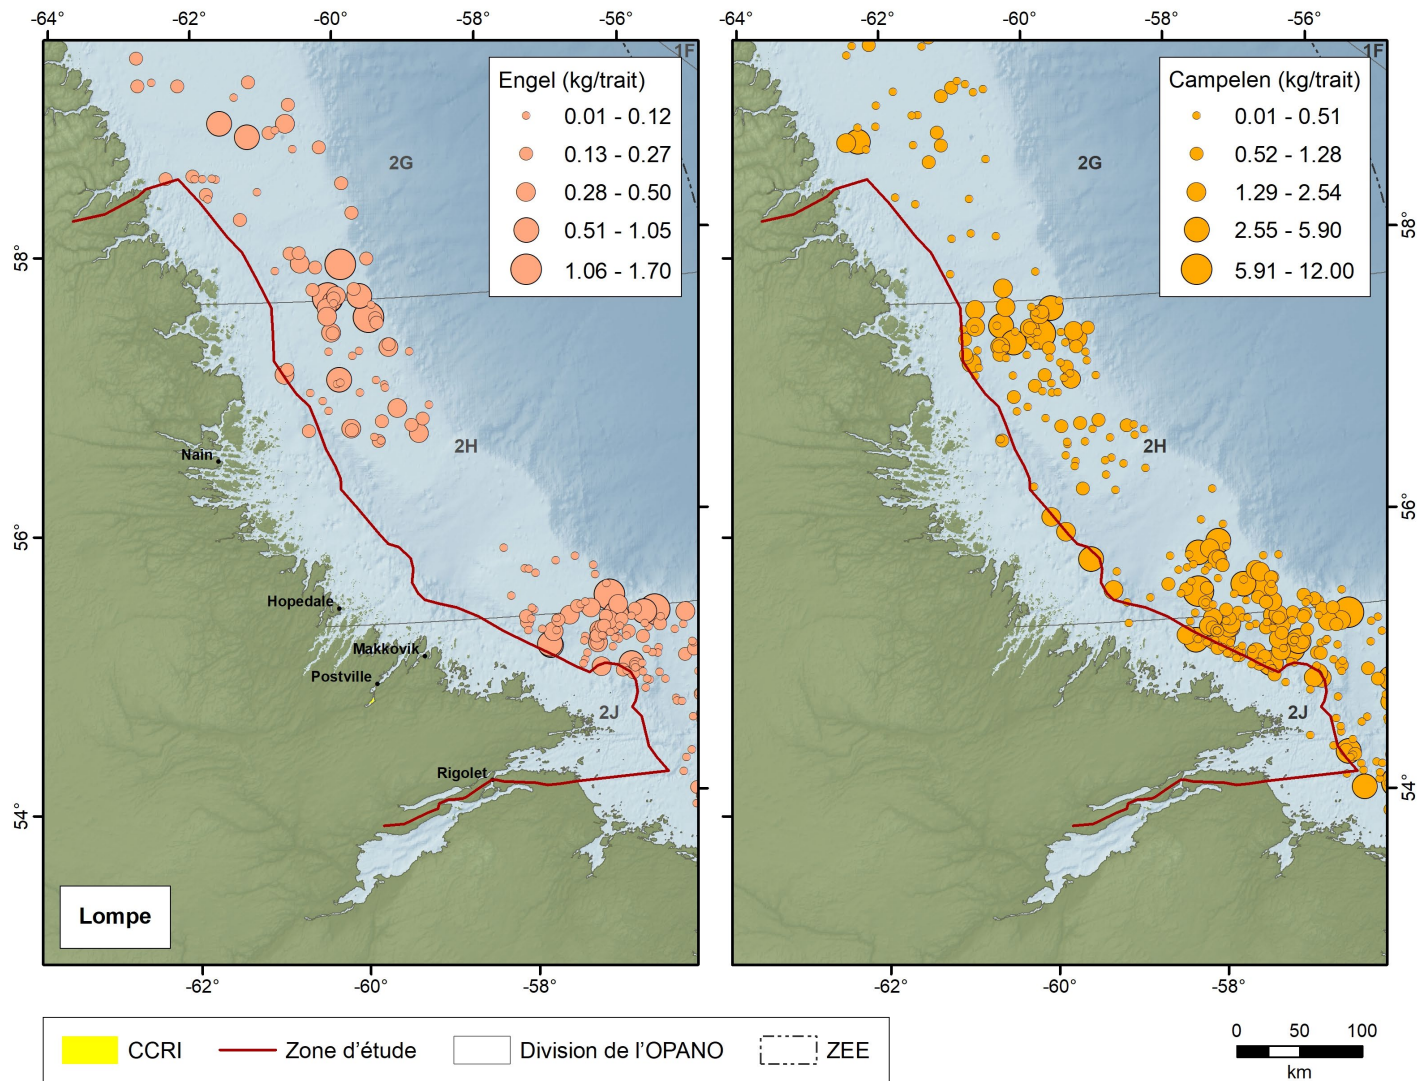 -64° -62° -60° -58° -56° -64° -62° -60° -58° -56°
1F
Engel (kg/trait)
0.01 - 0.12
0.13 - 0.27
0.28 - 0.50
0.51 - 1.05
1.06 - 1.70
2G
58°
2H
Nain
56°
Hopedale
Makkovik
Postville
2J
Rigolet
54°
Lompe
-62° -60° -58°
1F
Campelen (kg/trait)
0.01 - 0.51
0.52 - 1.28
1.29 - 2.54
2.55 - 5.90
5.91 - 12.00
2G
58°
2H
56°
2J
54°
-62° -60° -58°
CCRI
Zone d'étude
Division de l'OPANO
ZEE
0 50 100
km